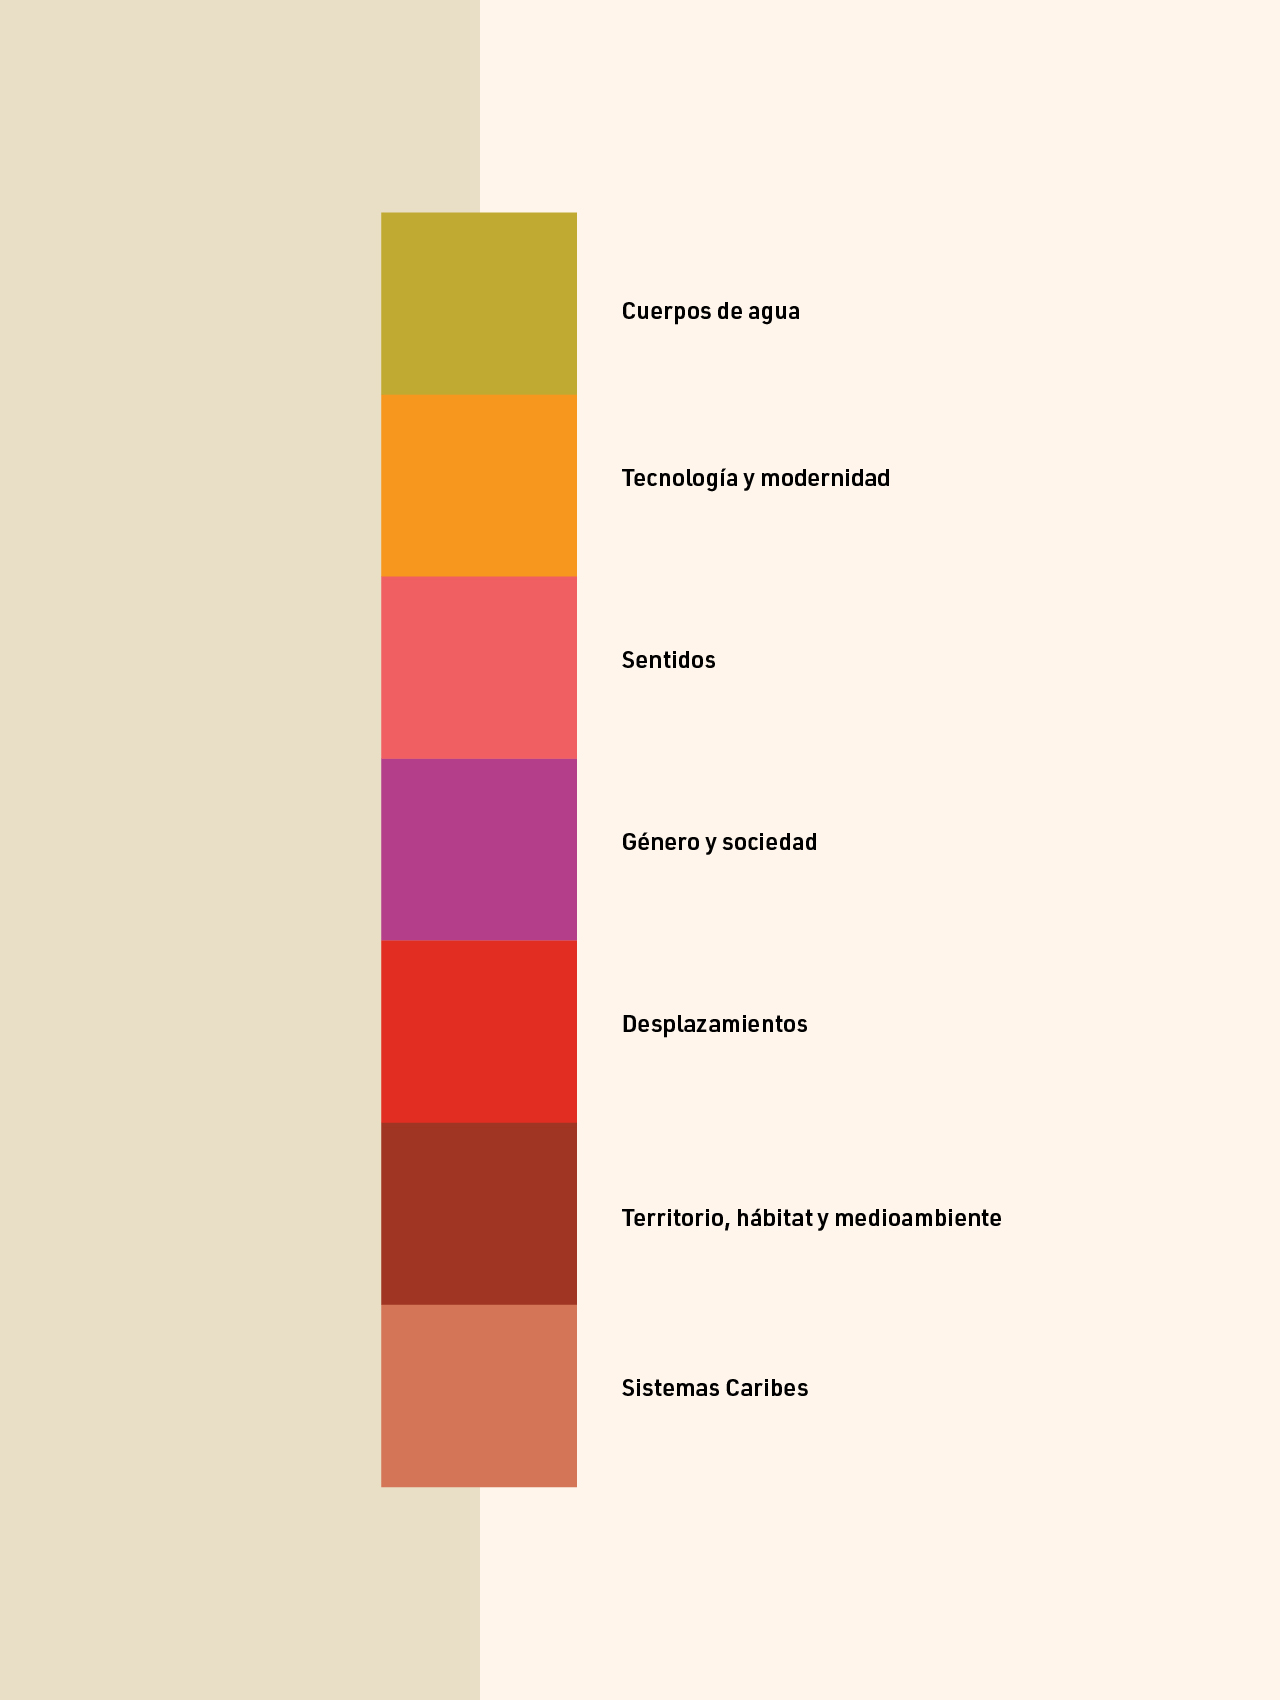 Cuerpos de agua
Tecnología y modernidad
Sentidos
Género y sociedad
Desplazamientos
Territorio, hábitat y medioambiente
Sistemas Caribes